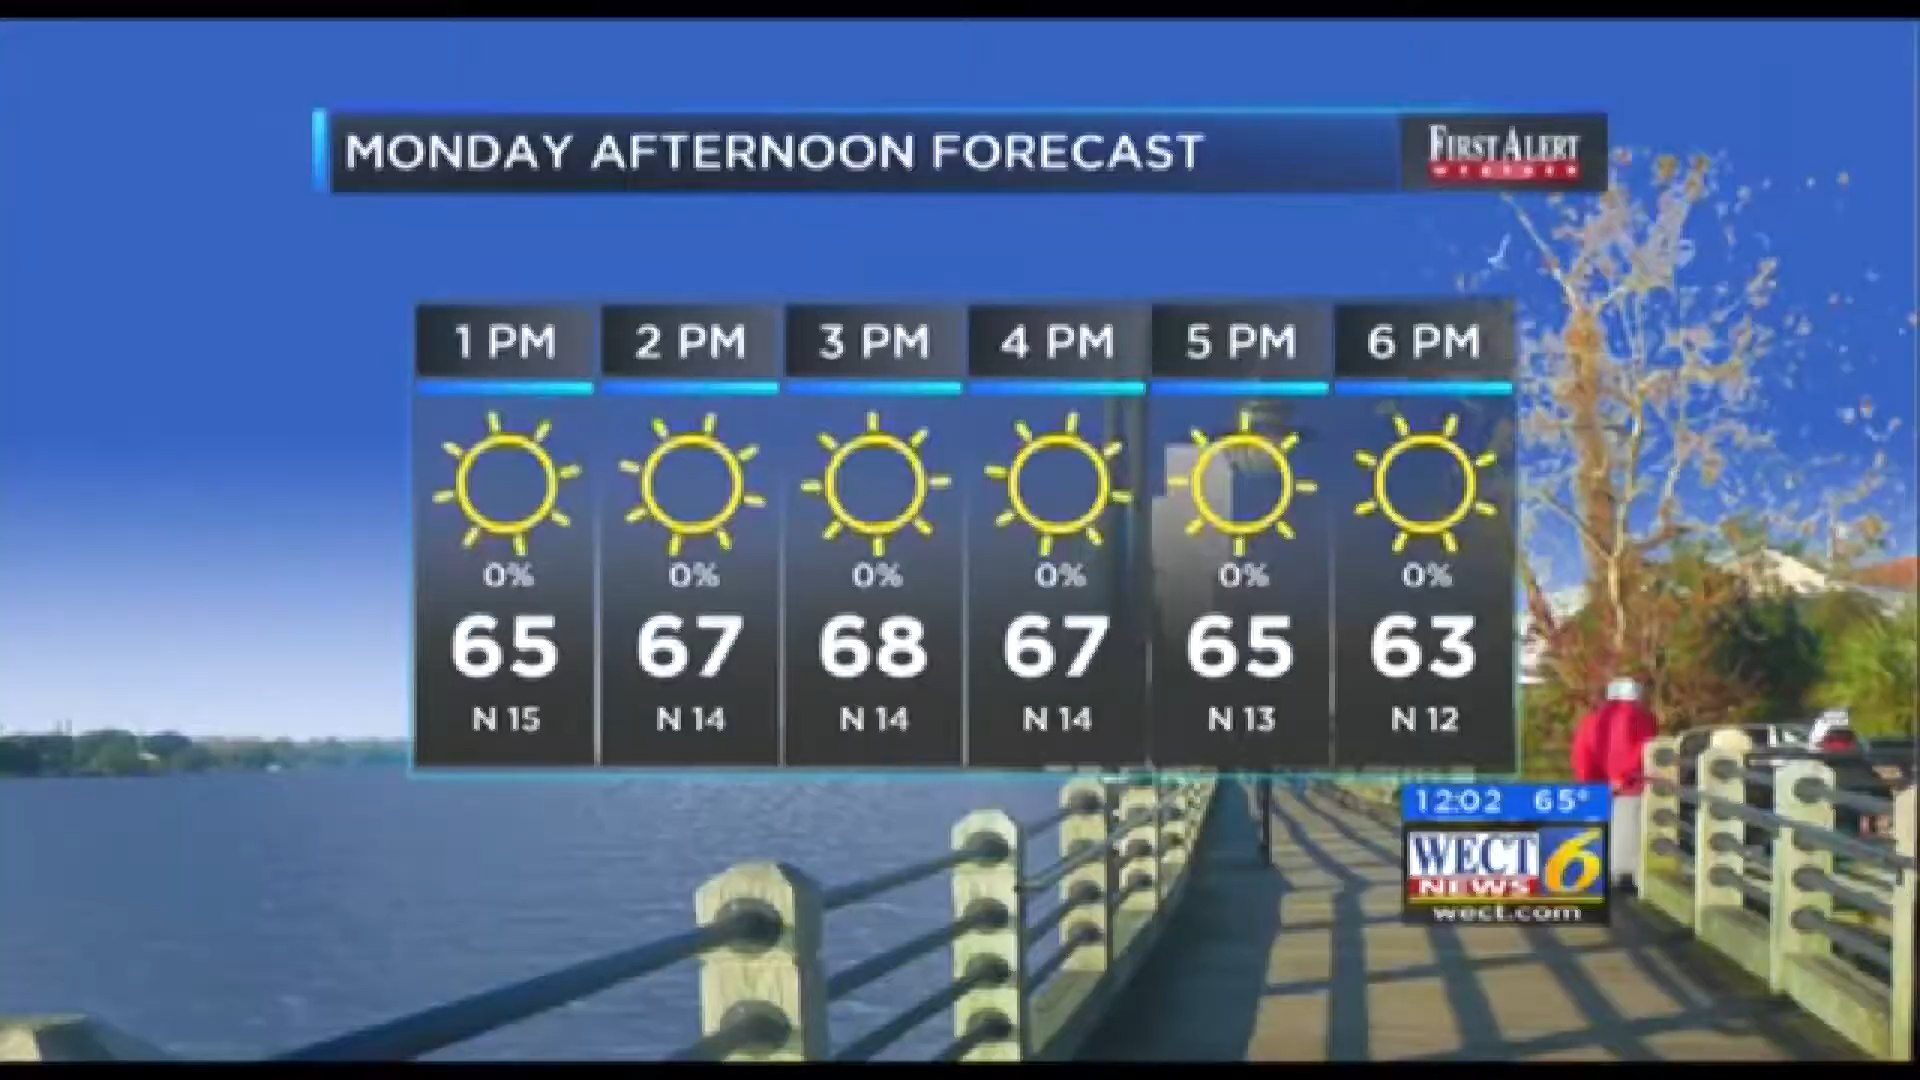 MONDAY AFTERNOON FORECAST
FIRST ALERT
WEATHER
1 PM 2 PM 3 PM 4 PM 5 PM 6 PM
0% 0% 0% 0% 0% 0%
65 67 68 67 65 63
N 15 N 14 N 14 N 14 N 13 N 12
12:02 65°
WECT 6
NEWS
wect.com